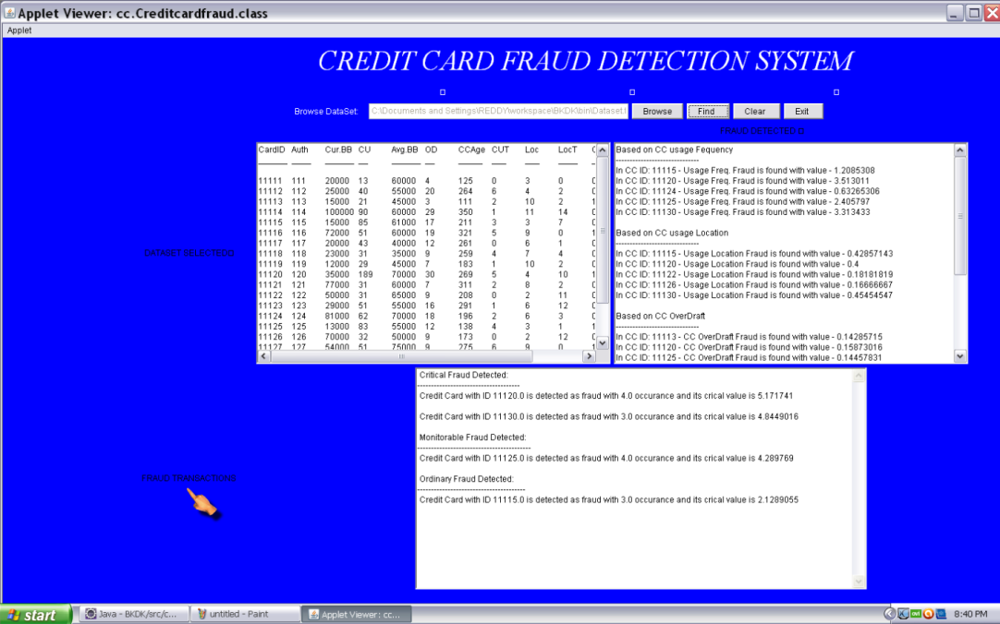 Applet Viewer: cc.Creditcardfraud.class
Applet
CREDIT CARD FRAUD DETECTION SYSTEM
Browse DataSet: C:\Documents and Settings\REDDY\workspace\BKDK\bin\Dataset.t Browse Find Clear Exit
FRAUD DETECTED
CardID Auth Cur.BB CU Avg.BB OD CCAge CUT Loc LocT
11111 111 20000 13 60000 4 125 0 3 0
11112 112 25000 40 55000 20 264 6 4 2
11113 113 15000 21 45000 3 111 2 10 2
11114 114 100000 90 60000 29 350 1 11 14
11115 115 15000 85 61000 17 211 3 3 7
11116 116 72000 51 60000 19 321 5 9 0
11117 117 20000 43 40000 12 261 0 6 1
11118 118 23000 31 35000 9 259 4 7 4
11119 119 12000 29 45000 7 183 1 10 2
11120 120 35000 189 70000 30 269 5 4 10
11121 121 77000 31 60000 7 311 2 8 2
11122 122 50000 31 65000 9 208 0 2 11
11123 123 29000 51 55000 16 291 1 6 12
11124 124 81000 62 70000 18 196 2 6 3
11125 125 13000 83 55000 12 138 4 3 1
11126 126 70000 32 50000 9 173 0 2 12
11127 127 54000 51 75000 9 275 6 9 0
Based on CC usage Fequency
------------------------------
In CC ID: 11115 - Usage Freq. Fraud is found with value - 1.2085308
In CC ID: 11120 - Usage Freq. Fraud is found with value - 3.513011
In CC ID: 11124 - Usage Freq. Fraud is found with value - 0.63265306
In CC ID: 11125 - Usage Freq. Fraud is found with value - 2.405797
In CC ID: 11130 - Usage Freq. Fraud is found with value - 3.313433
Based on CC usage Location
------------------------------
In CC ID: 11115 - Usage Location Fraud is found with value - 0.42857143
In CC ID: 11120 - Usage Location Fraud is found with value - 0.4
In CC ID: 11122 - Usage Location Fraud is found with value - 0.18181819
In CC ID: 11126 - Usage Location Fraud is found with value - 0.16666667
In CC ID: 11130 - Usage Location Fraud is found with value - 0.45454547
Based on CC OverDraft
------------------------------
In CC ID: 11113 - CC OverDraft Fraud is found with value - 0.14285715
In CC ID: 11120 - CC OverDraft Fraud is found with value - 0.15873016
In CC ID: 11125 - CC OverDraft Fraud is found with value - 0.14457831
DATASET SELECTED
Critical Fraud Detected:
-------------------------------------
Credit Card with ID 11120.0 is detected as fraud with 4.0 occurance and its crical value is 5.171741
Credit Card with ID 11130.0 is detected as fraud with 3.0 occurance and its crical value is 4.8449016
Monitorable Fraud Detected:
-----------------------------------------
Credit Card with ID 11125.0 is detected as fraud with 4.0 occurance and its crical value is 4.289769
Ordinary Fraud Detected:
---------------------------------------
Credit Card with ID 11115.0 is detected as fraud with 3.0 occurance and its crical value is 2.1289055
FRAUD TRANSACTIONS
start Java - BKDK/src/c... untitled - Paint Applet Viewer: cc... 8:40 PM